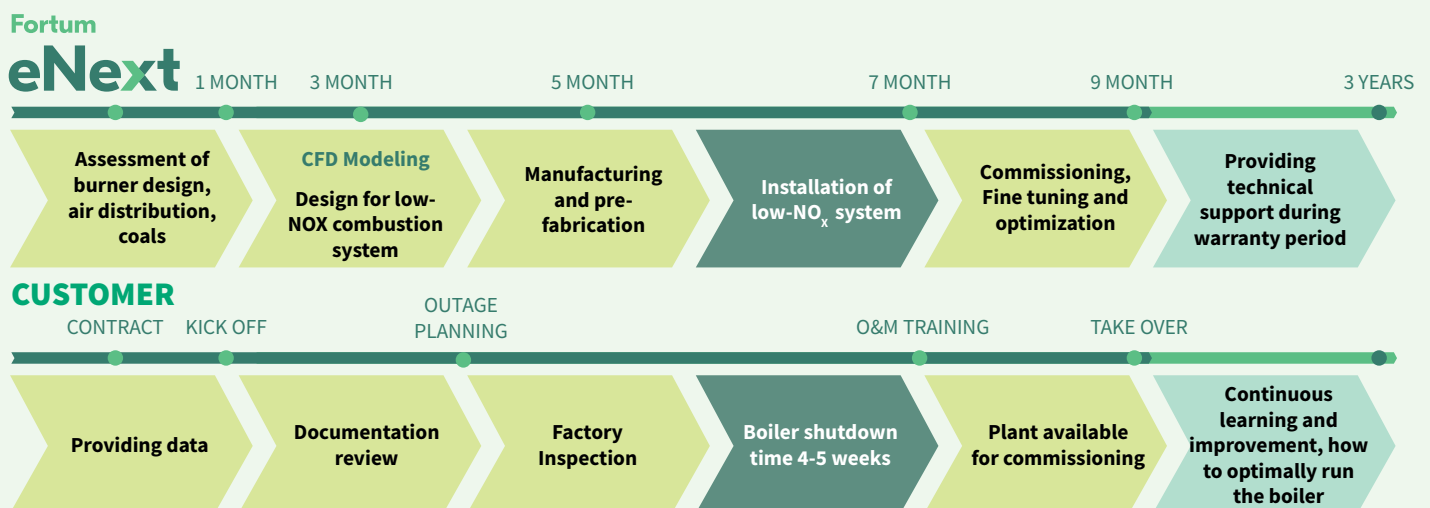 Fortum
eNext
1 MONTH
3 MONTH
5 MONTH
7 MONTH
9 MONTH
3 YEARS
Assessment of
burner design,
air distribution,
coals
CFD Modeling
Design for low-
NOX combustion
system
Manufacturing
and pre-
fabrication
Installation of
low-NOx system
Commissioning,
Fine tuning and
optimization
Providing
technical
support during
warranty period
CUSTOMER
CONTRACT
KICK OFF
OUTAGE
PLANNING
O&M TRAINING
TAKE OVER
Providing data
Documentation
review
Factory
Inspection
Boiler shutdown
time 4-5 weeks
Plant available
for commissioning
Continuous
learning and
improvement, how
to optimally run
the boiler